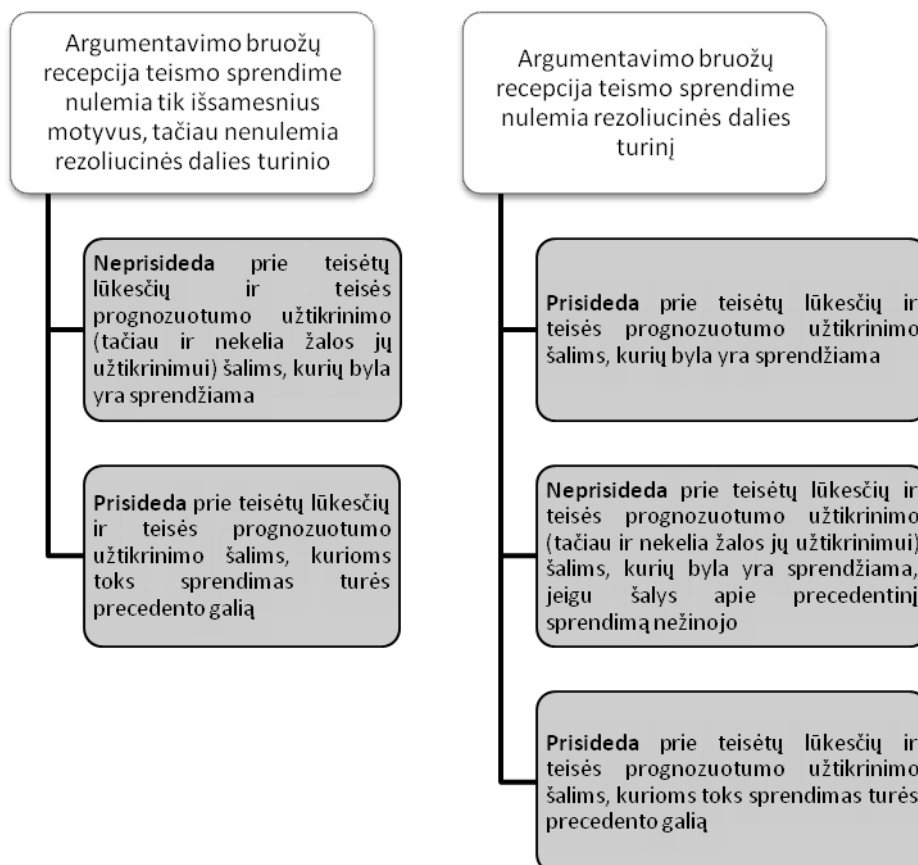 Argumentavimo bruožų
recepcija teismo sprendime
nulemia tik išsamesnius
motyvus, tačiau nenulemia
rezoliucinės dalies turinio
Neprisideda prie teisėtų
lūkesčių ir teisės
prognozuotumo užtikrinimo
(tačiau ir nekelia žalos jų
užtikrinimui) šalims, kurių byla
yra sprendžiama
Prisideda prie teisėtų lūkesčių
ir teisės prognozuotumo
užtikrinimo šalims, kurioms
toks sprendimas turės
precedento galią
Argumentavimo bruožų
recepcija teismo sprendime
nulemia rezoliucinės dalies
turinį
Prisideda prie teisėtų lūkesčių ir
teisės prognozuotumo užtikrinimo
šalims, kurių byla yra sprendžiama
Neprisideda prie teisėtų lūkesčių ir
teisės prognozuotumo užtikrinimo
(tačiau ir nekelia žalos jų užtikrinimui)
šalims, kurių byla yra sprendžiama,
jeigu šalys apie precedentinį
sprendimą nežinojo
Prisideda prie teisėtų lūkesčių ir
teisės prognozuotumo užtikrinimo
šalims, kurioms toks sprendimas turės
precedento galią